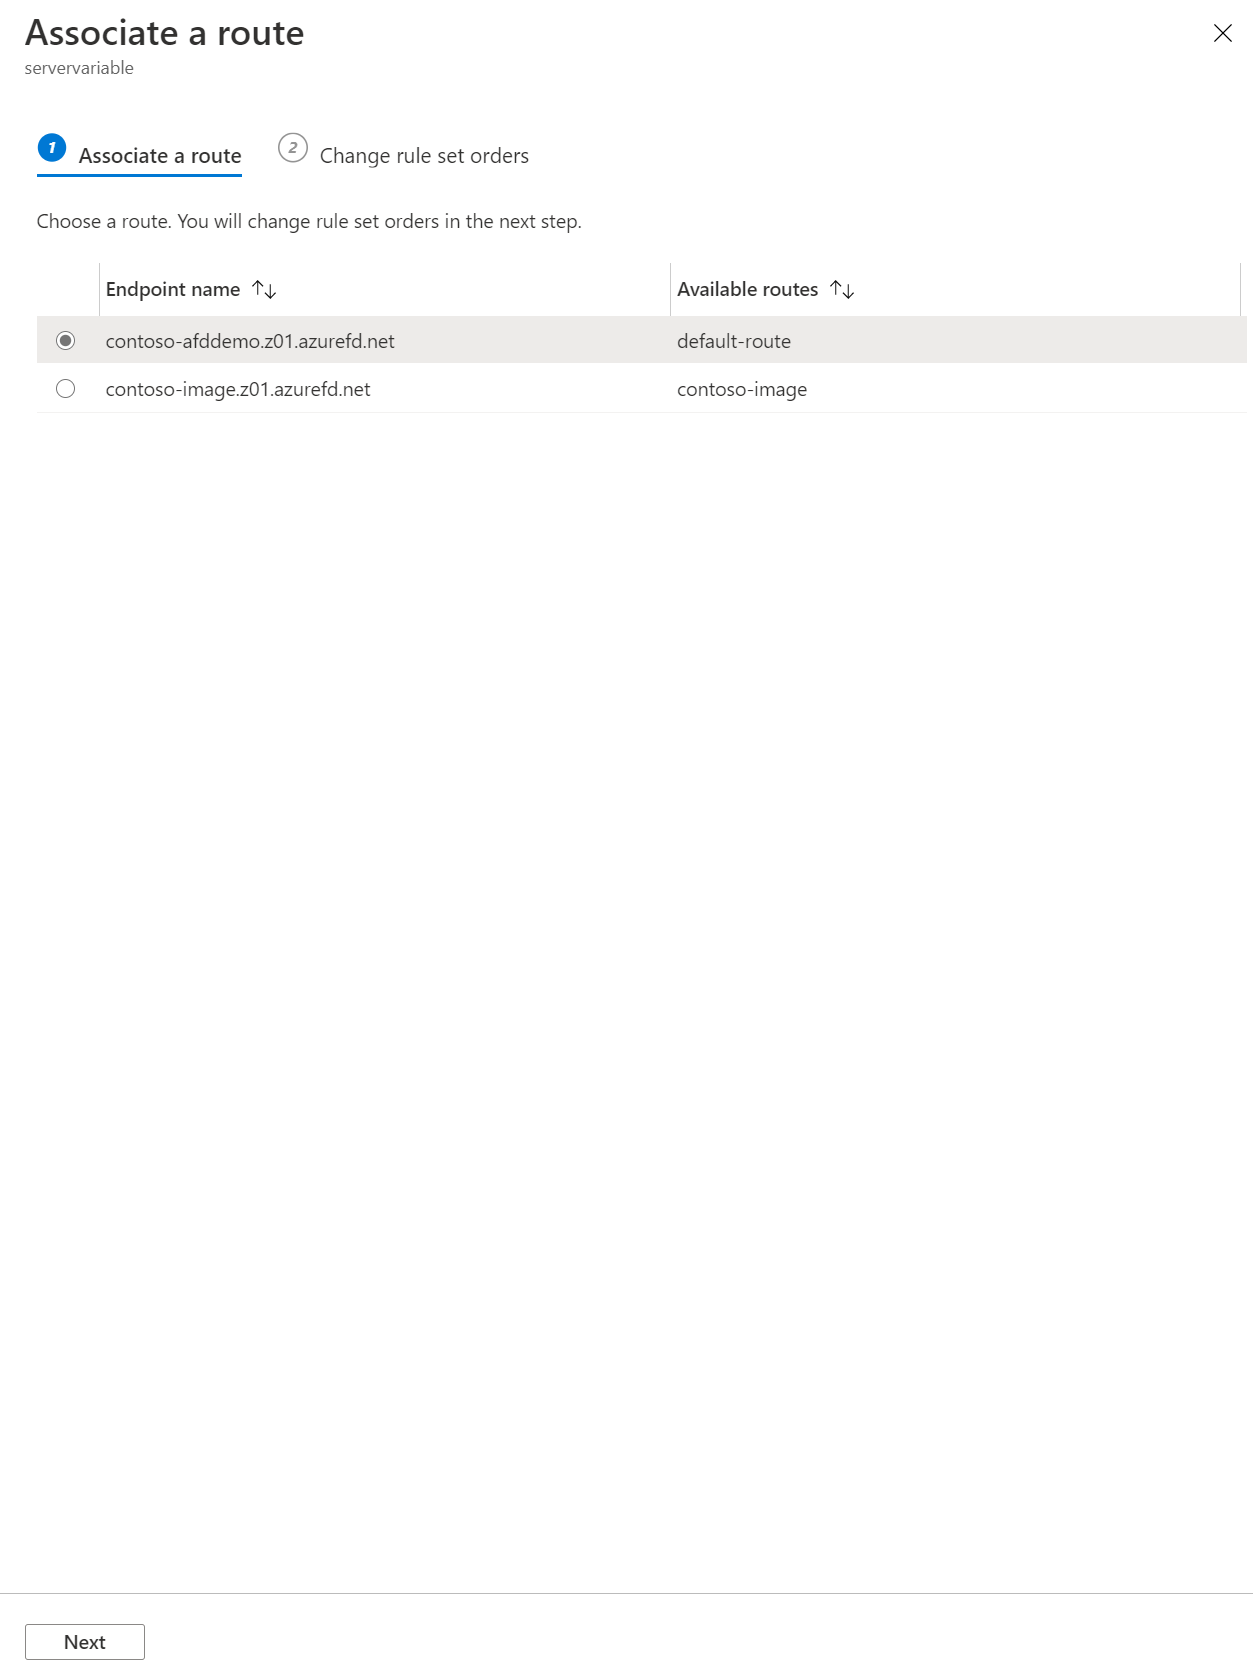 Associate a route
servervariable
1 Associate a route 2 Change rule set orders
Choose a route. You will change rule set orders in the next step.
Endpoint name Available routes
contoso-afddemo.z01.azurefd.net default-route
contoso-image.z01.azurefd.net contoso-image
Next